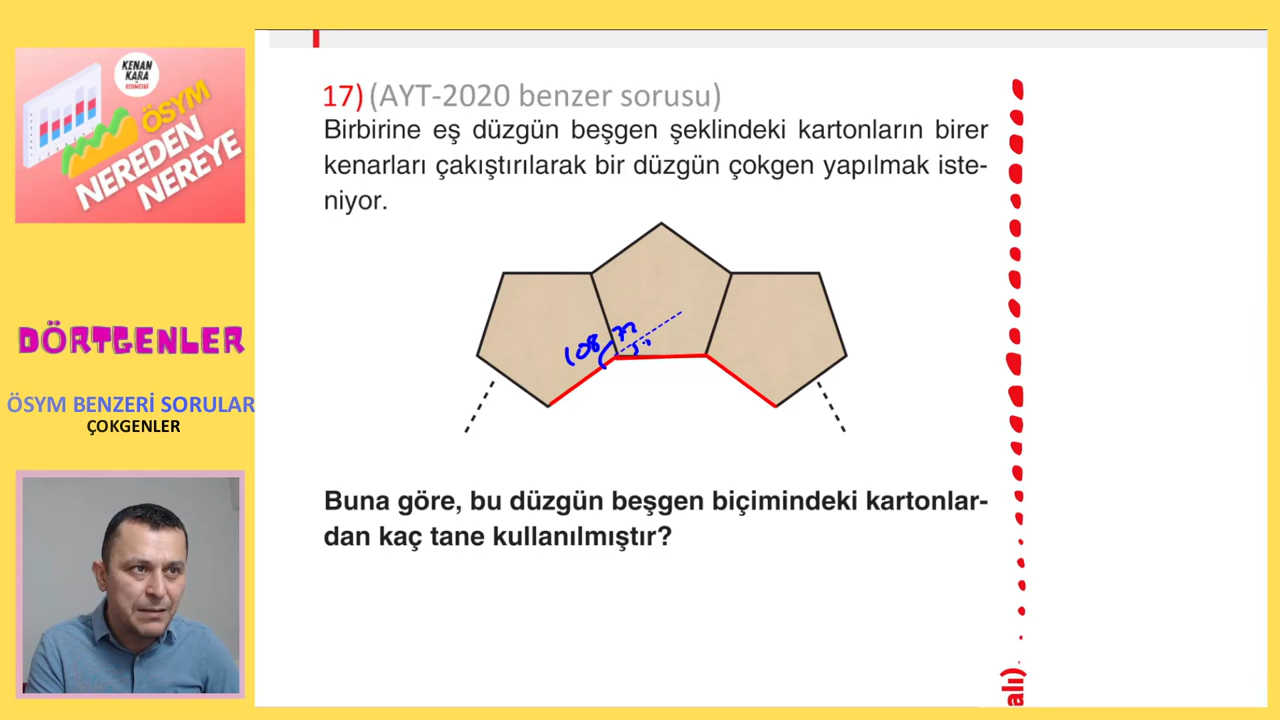 KENAN
KARA
ÖSYM
NEREDEN
NEREYE
DÖRTGENLER
ÖSYM BENZERİ SORULAR
ÇOKGENLER
17) (AYT-2020 benzer sorusu)
Birbirine eş düzgün beşgen şeklindeki kartonların birer
kenarları çakıştırılarak bir düzgün çokgen yapılmak iste-
niyor.
108
72
Buna göre, bu düzgün beşgen biçimindeki kartonlar-
dan kaç tane kullanılmıştır?
alı)